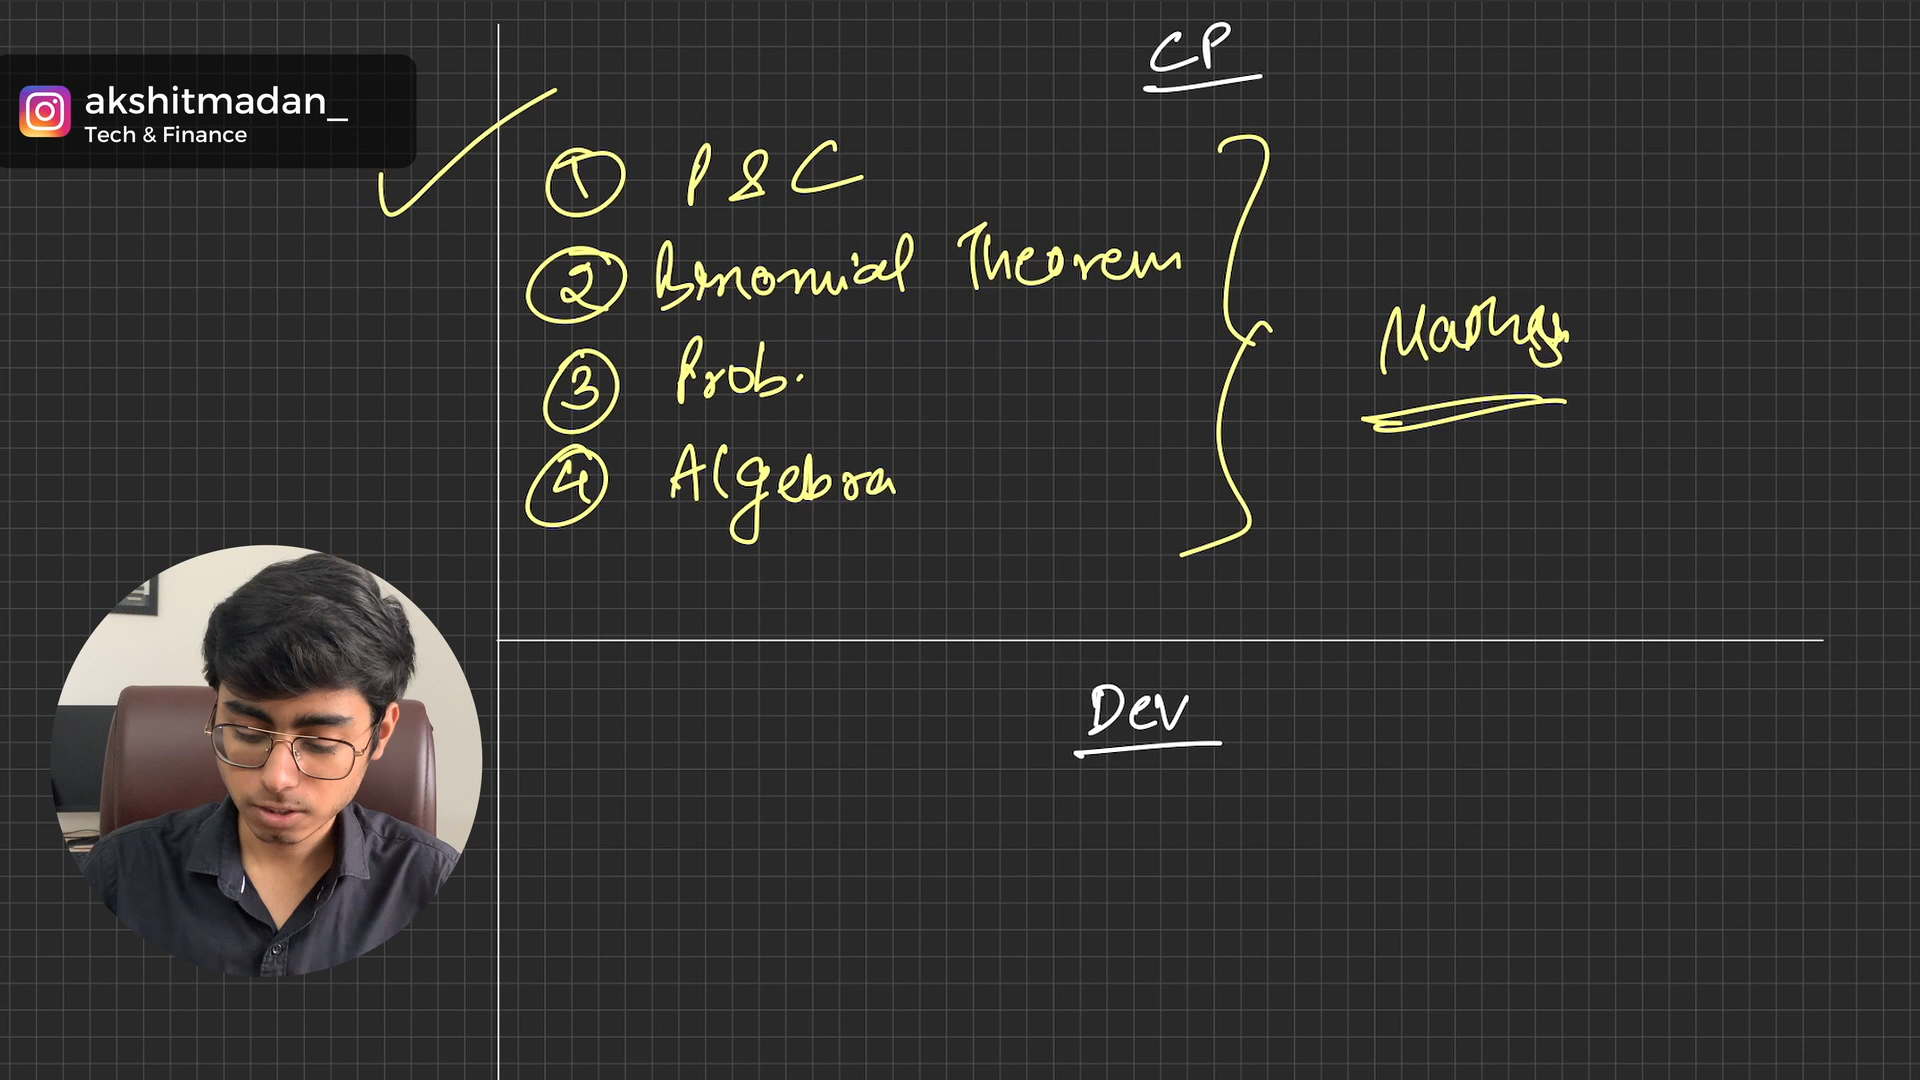 CP
akshitmadan_
Tech & Finance
1 P & C
2 Binomial Theorem
3 Prob.
4 Algebra
Maths
Dev